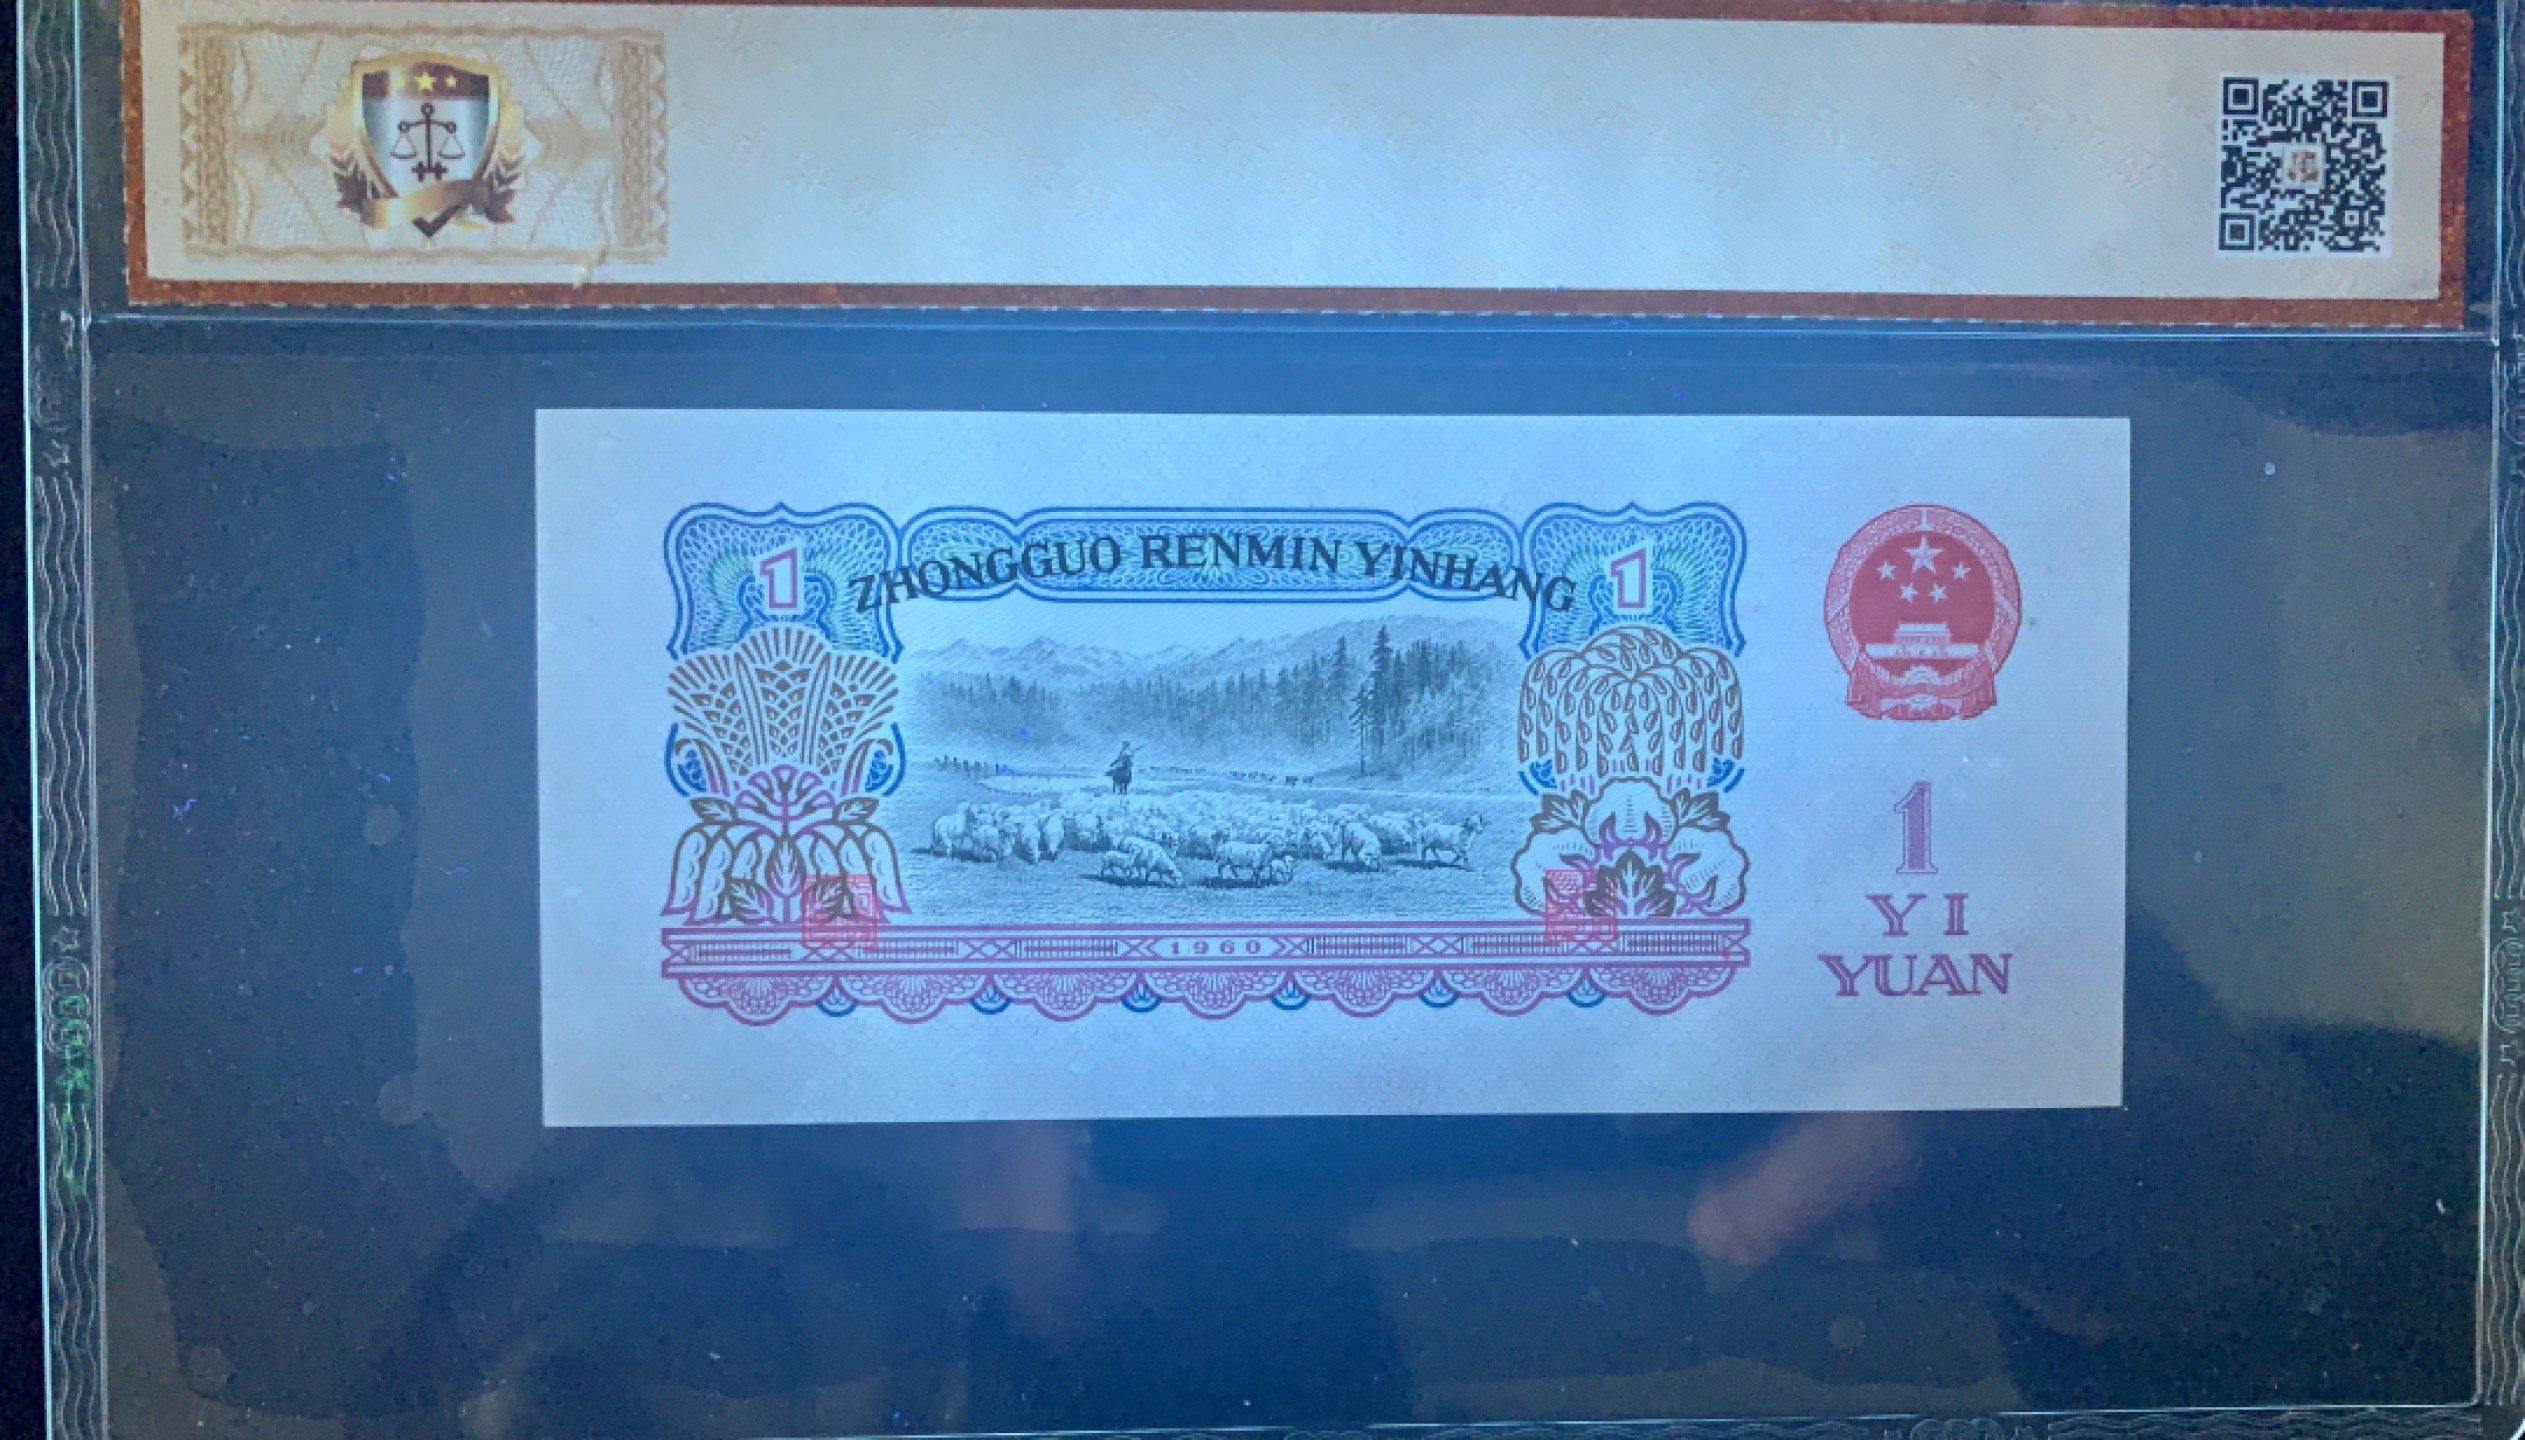 1
ZHONGGUO RENMIN YINHANG
1
1960
1
YI
YUAN